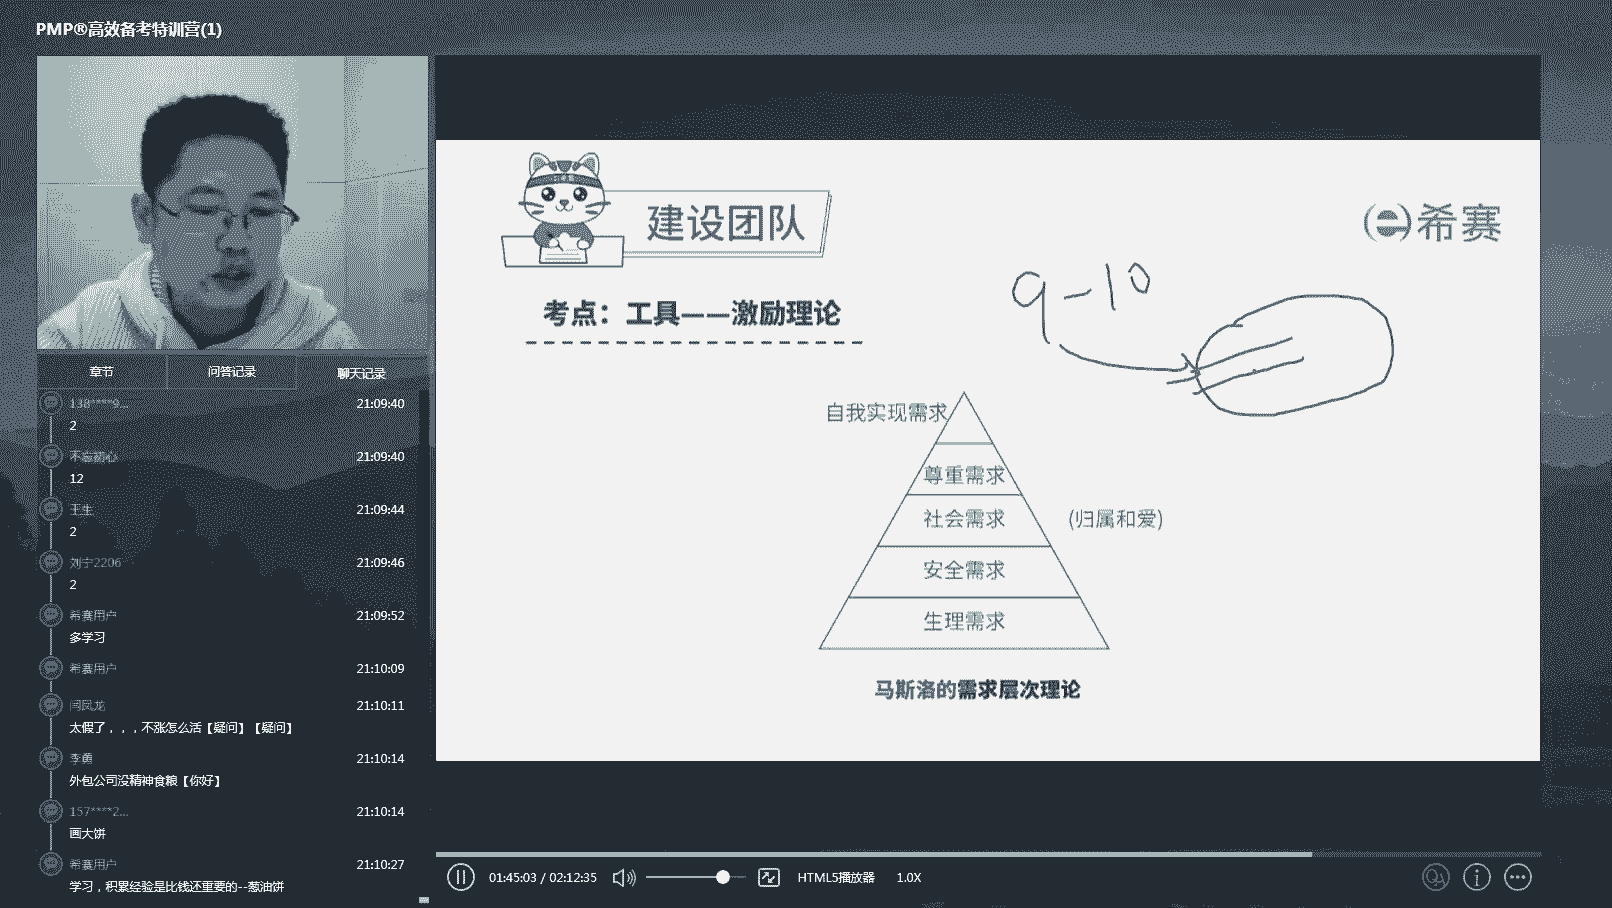 PMP®高效备考特训营(1)
章节
问答记录
聊天记录
138****9...
21:09:40
2
不忘初心
21:09:40
12
王生
21:09:44
2
刘宁2206
21:09:46
2
希赛用户
21:09:52
多学习
希赛用户
21:10:09
闫凤龙
21:10:11
太假了，，，不涨怎么活【疑问】【疑问】
李勇
21:10:14
外包公司没精神食粮【你好】
157****2...
21:10:14
画大饼
希赛用户
21:10:27
学习，积累经验是比钱还重要的--葱油饼
建设团队
希赛
考点：工具——激励理论
9-10
自我实现需求
尊重需求
社会需求
(归属和爱)
安全需求
生理需求
马斯洛的需求层次理论
01:45:03 / 02:12:35
HTML5播放器
1.0X
QA